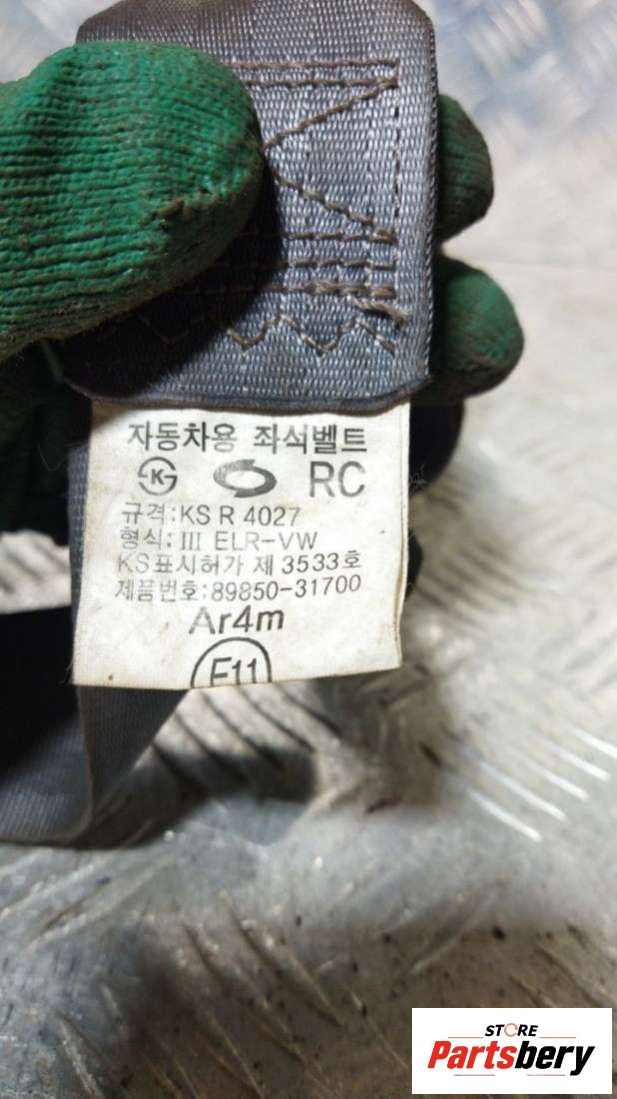 자동차용 좌석벨트
K RC
규격:KS R 4027
형식:III ELR-VW
KS표시허가 제 3533호
제품번호:89850-31700
Ar4m
E11
STORE
Partsbery